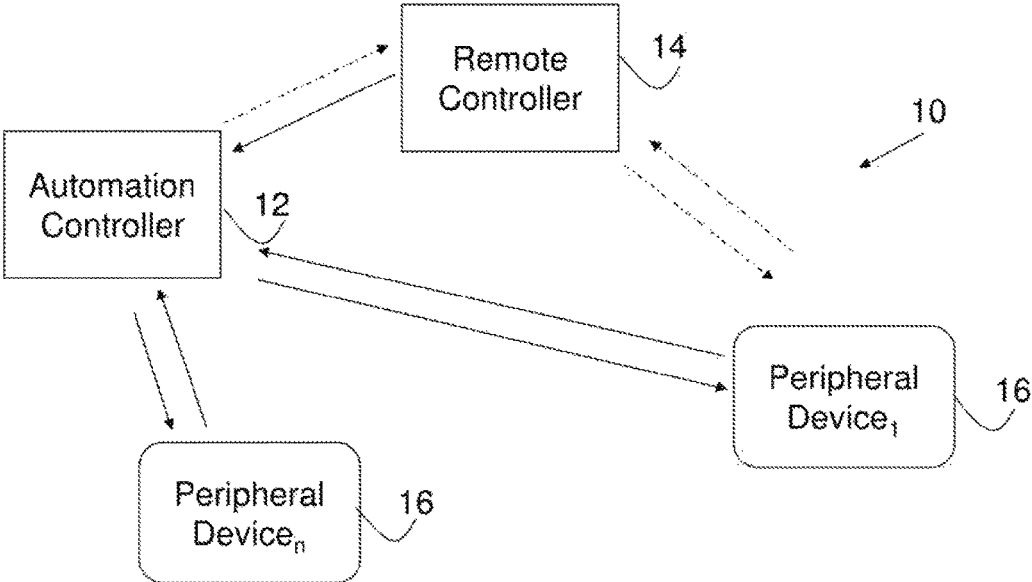 Remote
Controller
14
10
Automation
Controller
12
Peripheral
Device₁
16
Peripheral
Deviceₙ
16